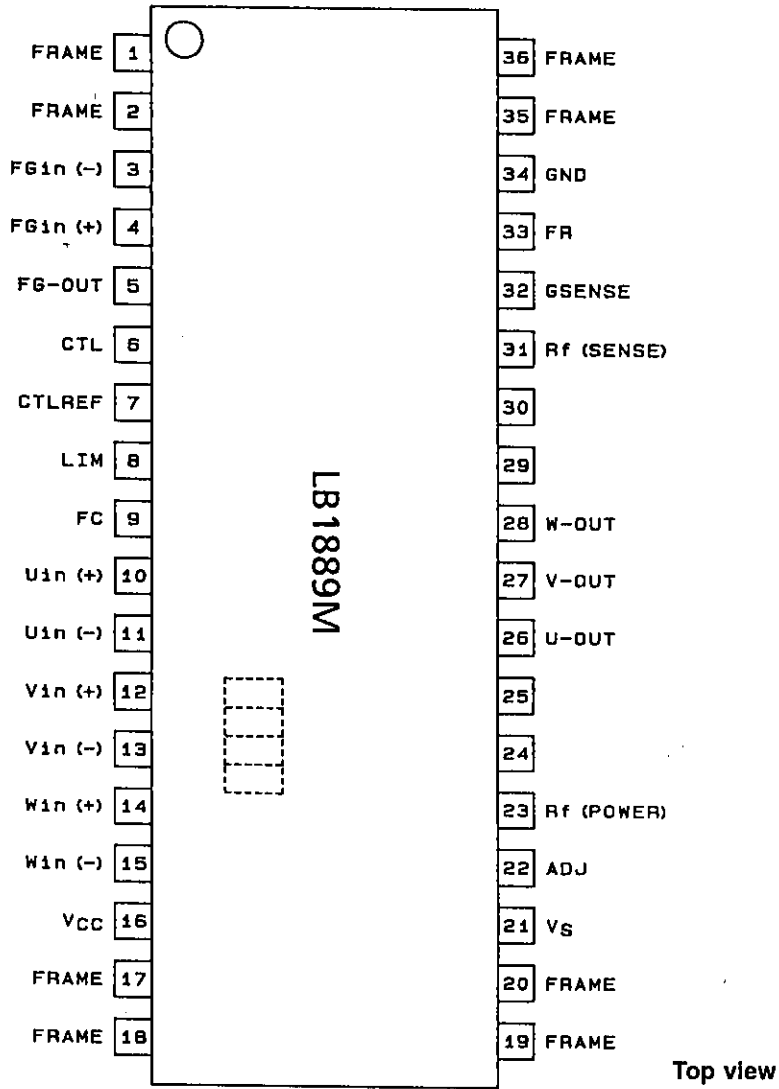 FRAME 1
FRAME 2
FGin (−) 3
FGin (+) 4
FG-OUT 5
CTL 6
CTLREF 7
LIM 8
FC 9
Uin (+) 10
Uin (−) 11
Vin (+) 12
Vin (−) 13
Win (+) 14
Win (−) 15
VCC 16
FRAME 17
FRAME 18
LB1889M
36 FRAME
35 FRAME
34 GND
33 FR
32 GSENSE
31 Rf (SENSE)
30
29
28 W-OUT
27 V-OUT
26 U-OUT
25
24
23 Rf (POWER)
22 ADJ
21 VS
20 FRAME
19 FRAME
Top view